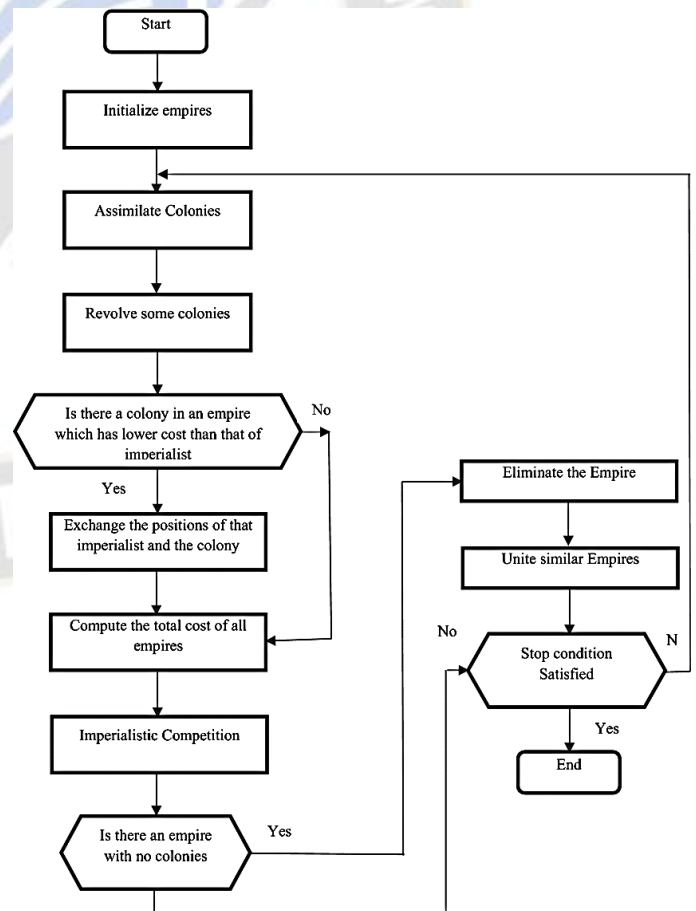 Start
Initialize empires
Assimilate Colonies
Revolve some colonies
Is there a colony in an empire
which has lower cost than that of
imperialist
No
Yes
Exchange the positions of that
imperialist and the colony
Compute the total cost of all
empires
Imperialistic Competition
Is there an empire
with no colonies
Yes
Eliminate the Empire
Unite similar Empires
No
Stop condition
Satisfied
N
Yes
End